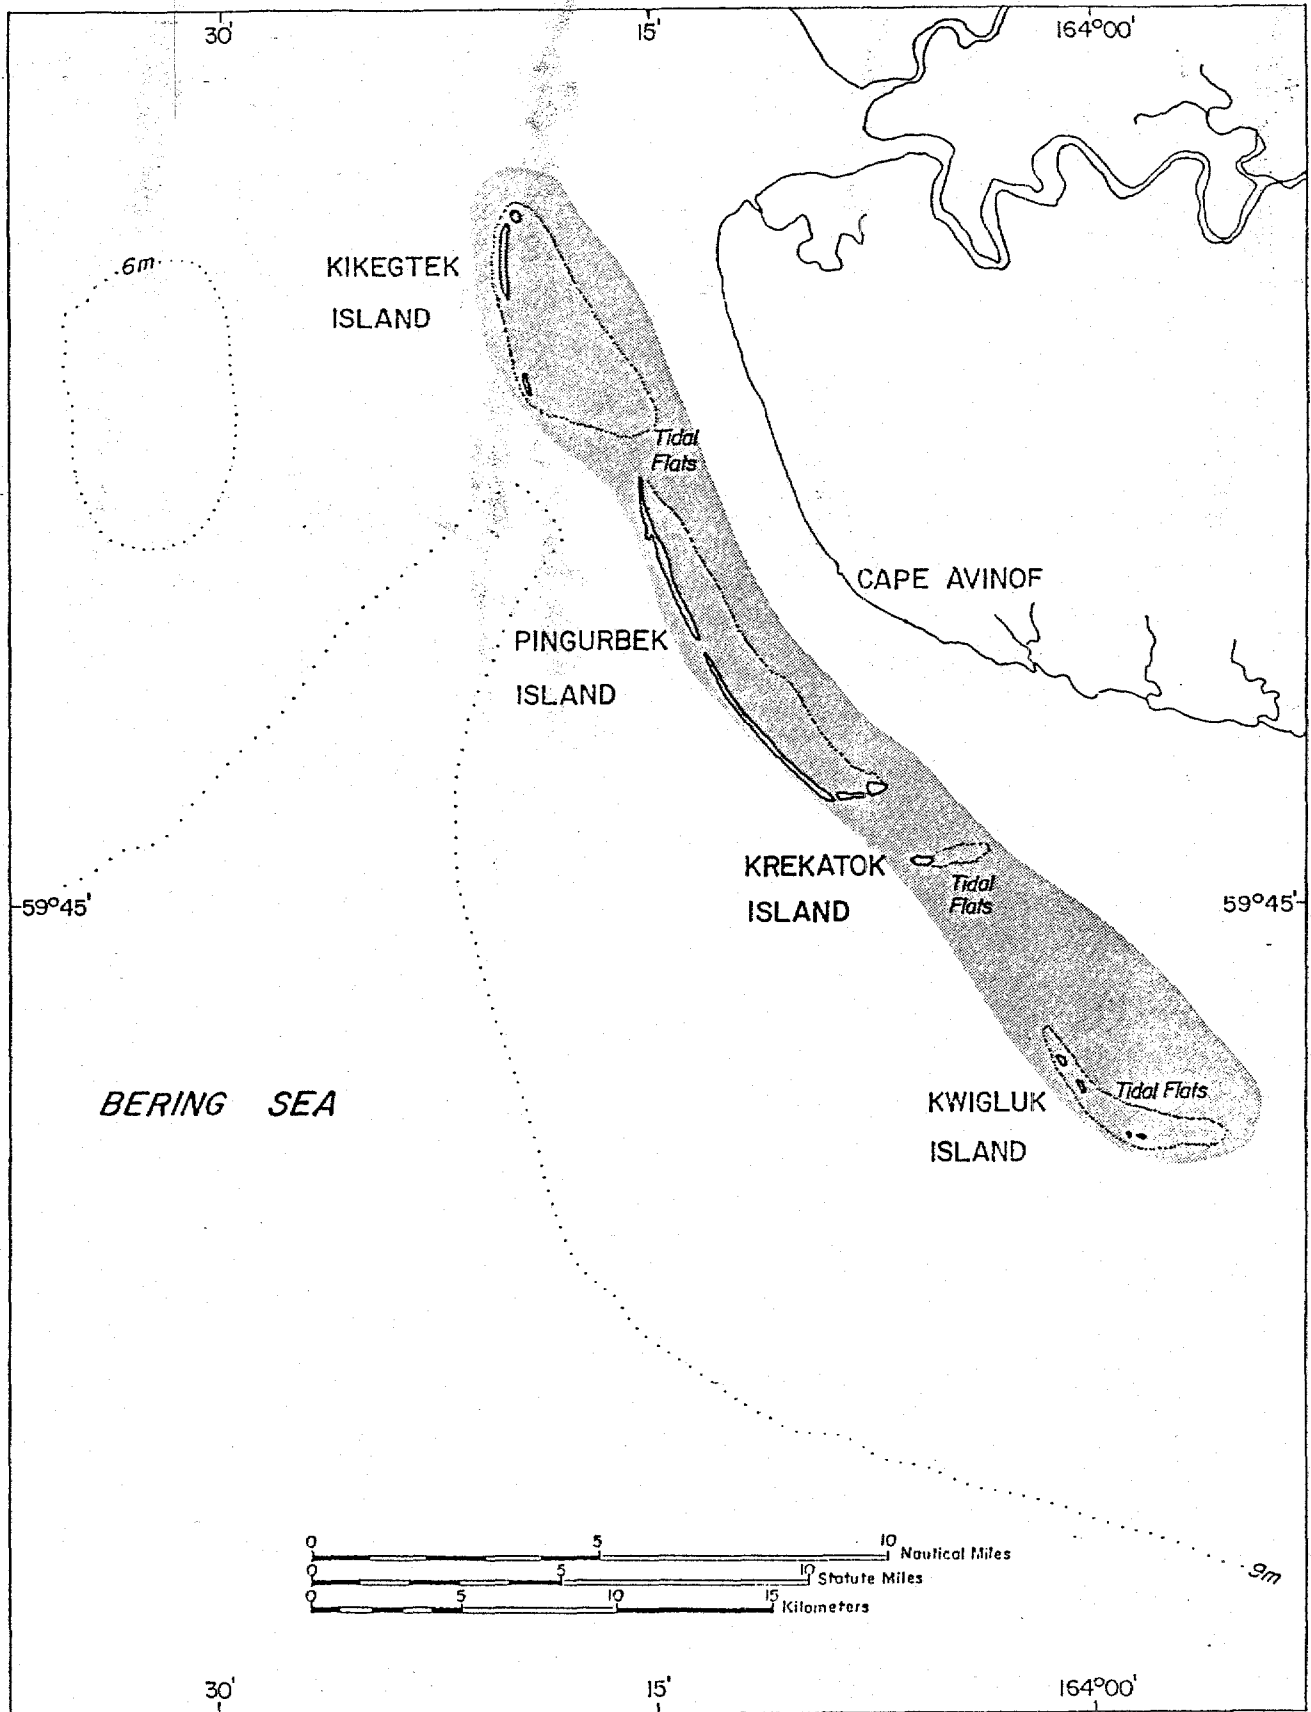 30'
15'
164°00'
6m
KIKEGTEK
ISLAND
Tidal
Flats
CAPE AVINOF
PINGURBEK
ISLAND
KREKATOK
ISLAND
Tidal
Flats
59°45'
59°45'
BERING SEA
KWIGLUK
ISLAND
Tidal Flats
0 5 10 Nautical Miles
0 5 10 Statute Miles
0 5 10 15 Kilometers
9m
30'
15'
164°00'